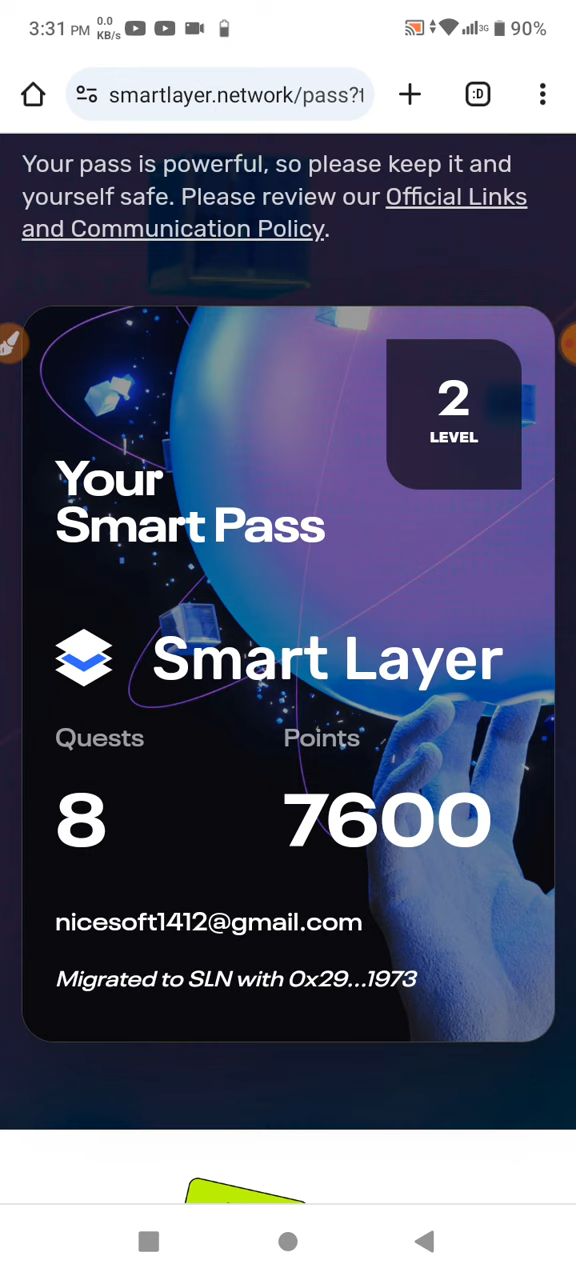 3:31 PM 0.0 KB/s 3G 90%
smartlayer.network/pass? :D
Your pass is powerful, so please keep it and
yourself safe. Please review our Official Links
and Communication Policy.
2
LEVEL
Your
Smart Pass
Smart Layer
Quests Points
8 7600
nicesoft1412@gmail.com
Migrated to SLN with 0x29...1973